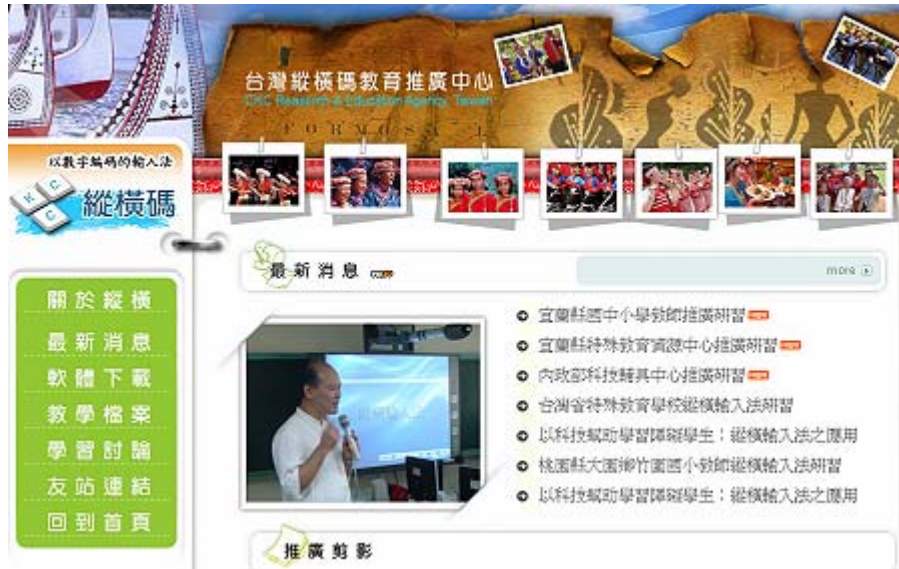 台灣縱橫碼教育推廣中心
CKC Research & Education Agency, Taiwan
FORMOSA
以數字編碼的輸入法
CKC
縱橫碼
最新消息
more
關於縱橫
最新消息
軟體下載
教學檔案
學習討論
友站連結
回到首頁
宜蘭縣國中小學教師推廣研習
宜蘭縣特殊教育資源中心推廣研習
內政部科技輔具中心推廣研習
台灣省特殊教育學校縱橫輸入法研習
以科技幫助學習障礙學生：縱橫輸入法之應用
桃園縣大園鄉竹圍國小教師縱橫輸入法研習
以科技幫助學習障礙學生：縱橫輸入法之應用
推廣剪影